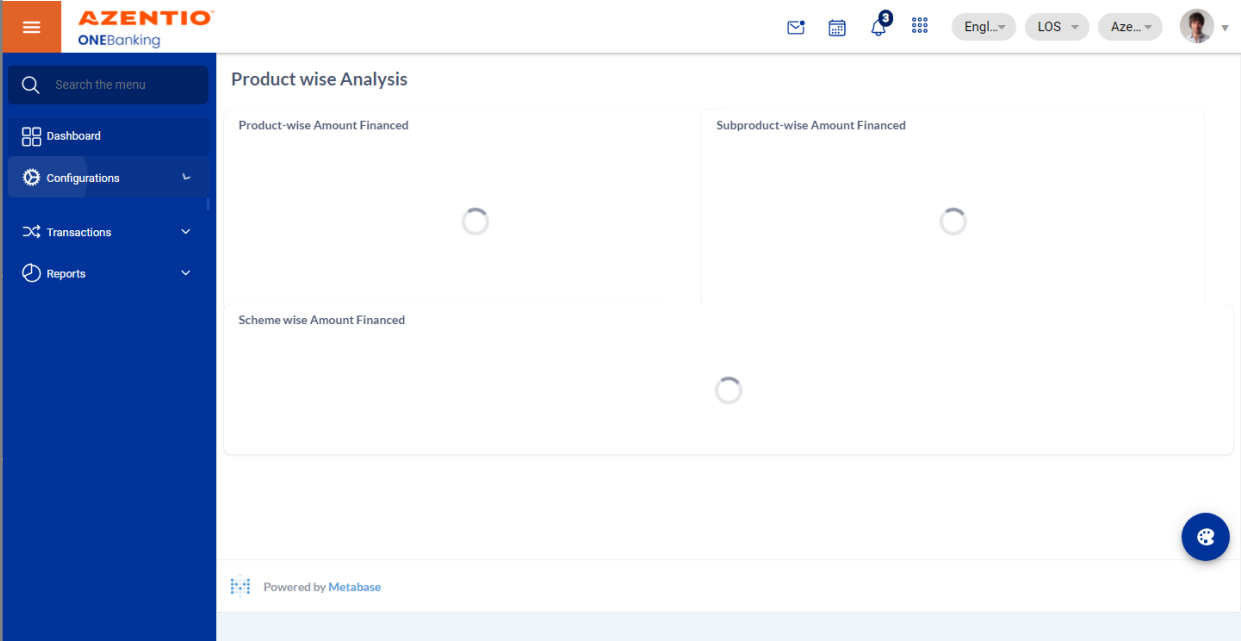 AZENTIO™
ONEBanking
3
Engl...
LOS
Aze...
Search the menu
Dashboard
Configurations
Transactions
Reports
Product wise Analysis
Product-wise Amount Financed
Subproduct-wise Amount Financed
Scheme wise Amount Financed
Powered by Metabase